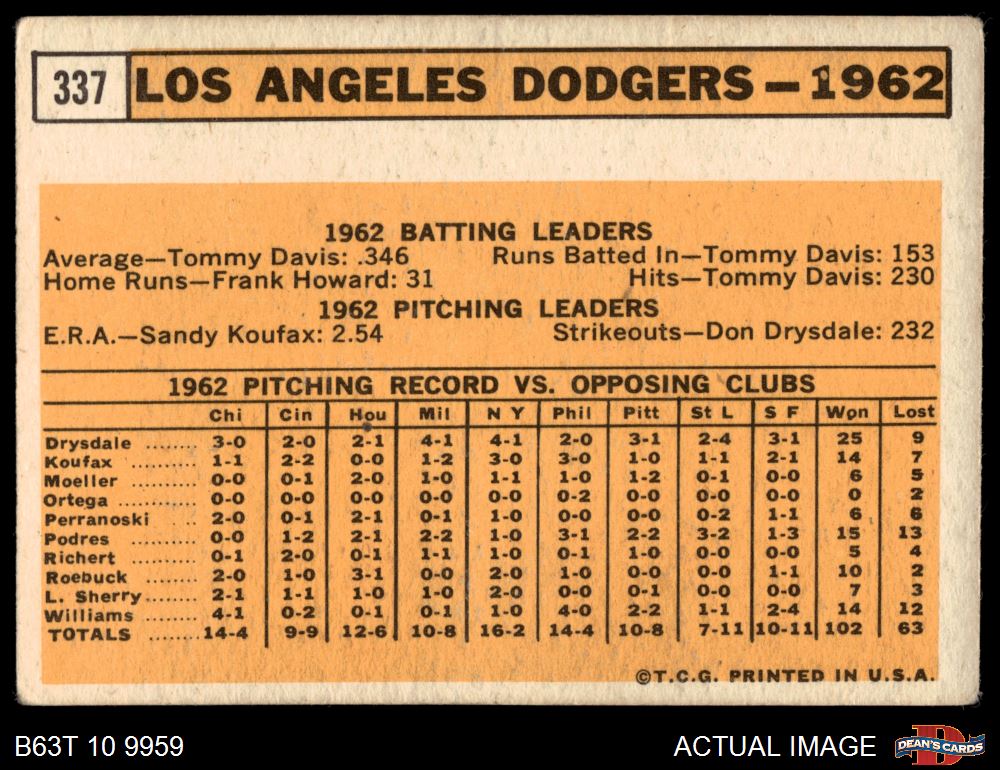 337 LOS ANGELES DODGERS—1962
1962 BATTING LEADERS
Average—Tommy Davis: .346 Runs Batted In—Tommy Davis: 153
Home Runs—Frank Howard: 31 Hits—Tommy Davis: 230
1962 PITCHING LEADERS
E.R.A.—Sandy Koufax: 2.54 Strikeouts—Don Drysdale: 232
1962 PITCHING RECORD VS. OPPOSING CLUBS
Chi Cin Hou Mil N Y Phil Pitt St L S F Won Lost
Drysdale ....... 3-0 2-0 2-1 4-1 4-1 2-0 3-1 2-4 3-1 25 9
Koufax ......... 1-1 2-2 0-0 1-2 3-0 3-0 1-0 1-1 2-1 14 7
Moeller ........ 0-0 0-1 2-0 1-0 1-1 1-0 1-2 0-1 0-0 6 5
Ortega ......... 0-0 0-0 0-0 0-0 0-0 0-2 0-0 0-0 0-0 0 2
Perranoski ... 2-0 0-1 2-1 0-1 1-0 0-0 0-0 0-2 1-1 6 6
Podres ......... 0-0 1-2 2-1 2-2 1-0 3-1 2-2 3-2 1-3 15 13
Richert ........ 0-1 2-0 0-1 1-1 1-0 0-1 1-0 0-0 0-0 5 4
Roebuck ....... 2-0 1-0 3-1 0-0 2-0 1-0 0-0 0-0 1-1 10 2
L. Sherry....... 2-1 1-1 1-0 1-0 2-0 0-0 0-1 0-0 0-0 7 3
Williams ....... 4-1 0-2 0-1 0-1 1-0 4-0 2-2 1-1 2-4 14 12
TOTALS ....... 14-4 9-9 12-6 10-8 16-2 14-4 10-8 7-11 10-11 102 63
©T.C.G. PRINTED IN U.S.A.
B63T 10 9959 ACTUAL IMAGE DEAN'S CARDS